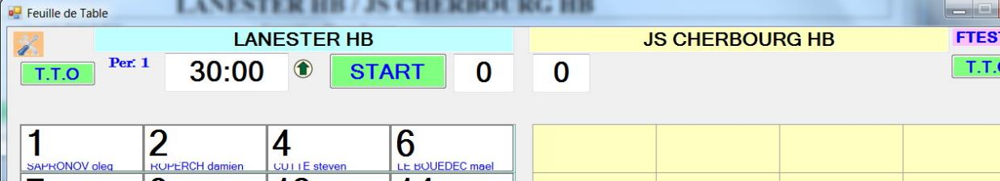 LANESTER HB / JS CHERBOURG HB
Feuille de Table
LANESTER HB JS CHERBOURG HB FTEST
T.T.O Per: 1 30:00 START 0 0 T.T.O
1 2 4 6
SAPRONOV oleg ROPERCH damien COTTE steven LE BOUEDEC mael